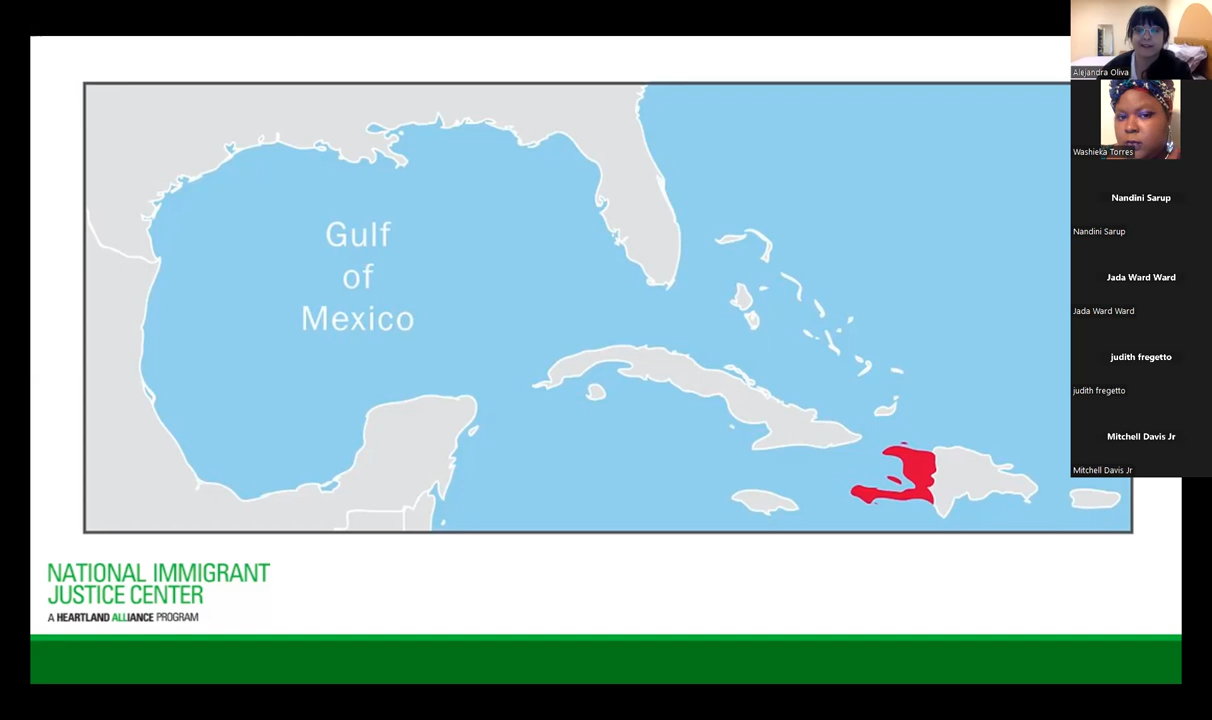 Gulf
of
Mexico
NATIONAL IMMIGRANT
JUSTICE CENTER
A HEARTLAND ALLIANCE PROGRAM
Alejandra Oliva
Washieka Torres
Nandini Sarup
Nandini Sarup
Jada Ward Ward
Jada Ward Ward
judith fregetto
judith fregetto
Mitchell Davis Jr
Mitchell Davis Jr